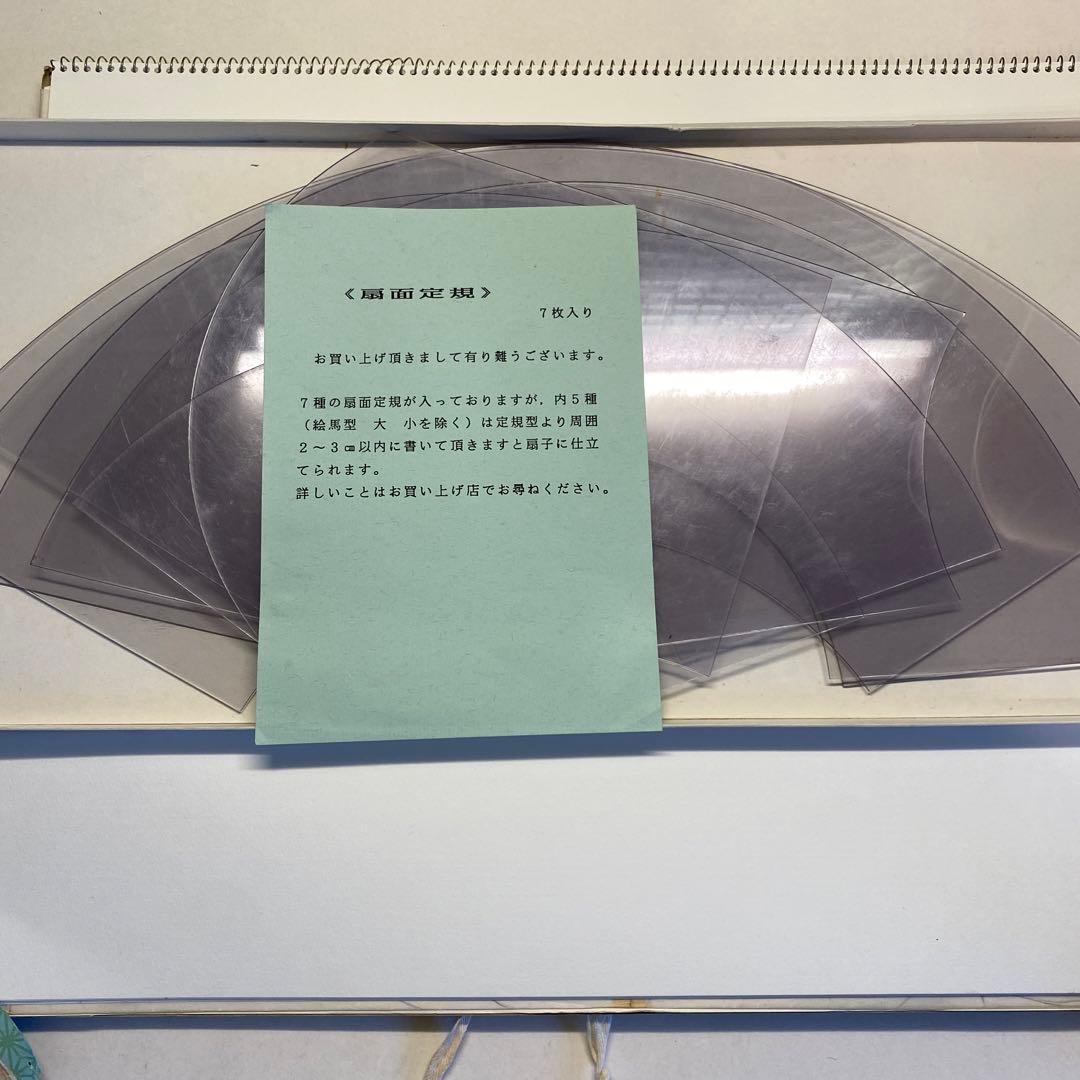 《扇面定規》
7枚入り
お買い上げ頂きまして有り難うございます。
7種の扇面定規が入っておりますが，内5種
（絵馬型　大　小を除く）は定規型より周囲
2〜3㎝以内に書いて頂きますと扇子に仕立
てられます。
詳しいことはお買い上げ店でお尋ねください。